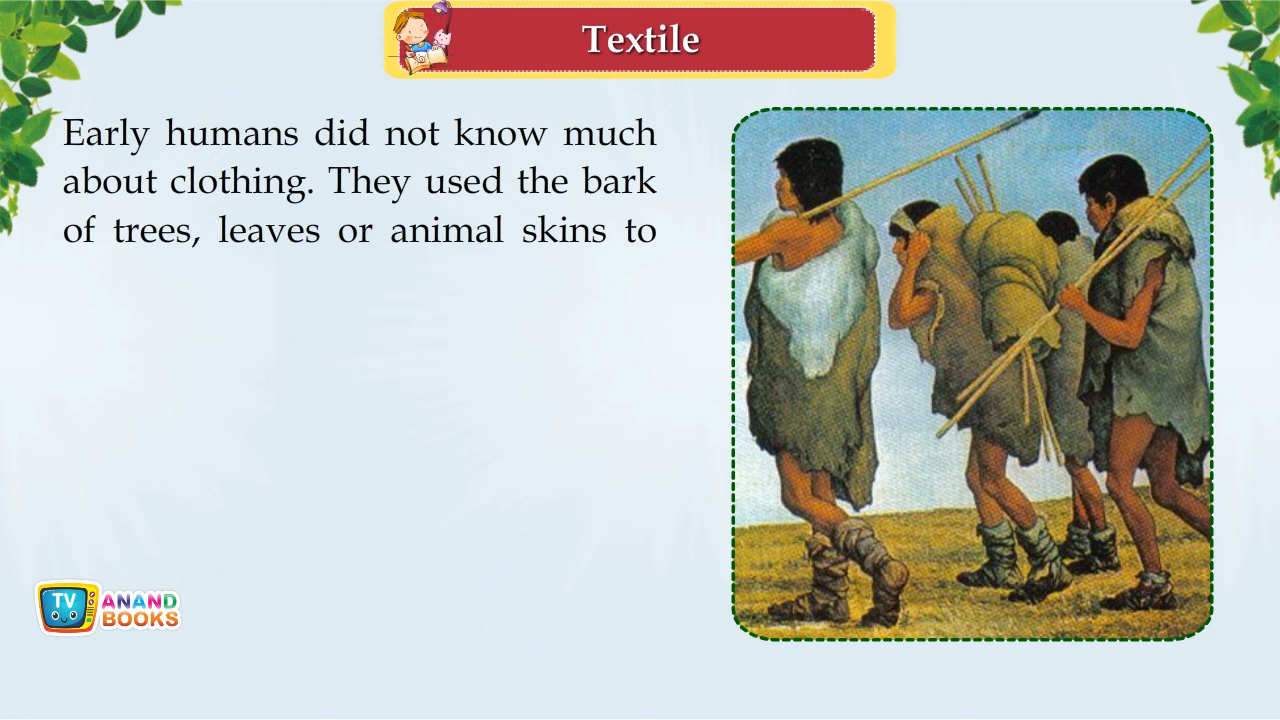 Textile
Early humans did not know much
about clothing. They used the bark
of trees, leaves or animal skins to
TV
ANAND
BOOKS